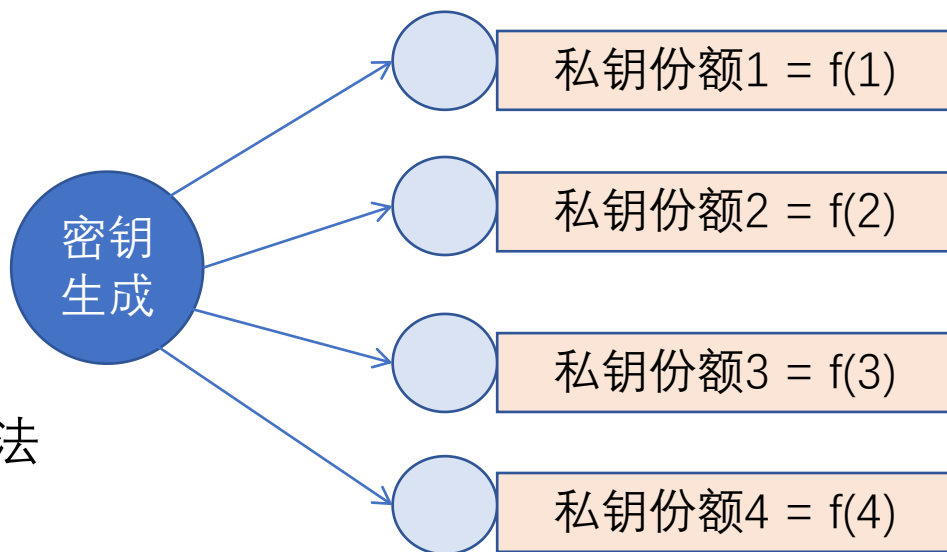 私钥份额1 = f(1)
私钥份额2 = f(2)
密钥
生成
私钥份额3 = f(3)
法
私钥份额4 = f(4)